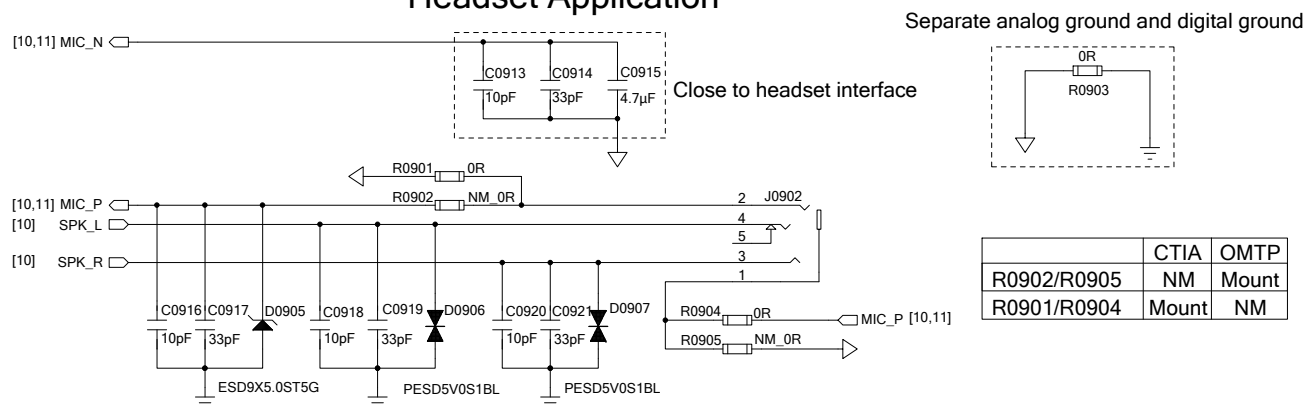 Headset Application
Separate analog ground and digital ground
[10,11] MIC_N
0R
R0903
C0913
C0914
C0915
10pF
33pF
4.7µF
Close to headset interface
R0901
0R
[10,11] MIC_P
R0902
NM_0R
2
J0902
[10]
SPK_L
4
5
[10]
SPK_R
3
1
CTIA
OMTP
R0902/R0905
NM
Mount
R0901/R0904
Mount
NM
C0916
C0917
D0905
C0918
C0919
D0906
C0920
C0921
D0907
10pF
33pF
10pF
33pF
10pF
33pF
R0904
0R
MIC_P [10,11]
R0905
NM_0R
ESD9X5.0ST5G
PESD5V0S1BL
PESD5V0S1BL